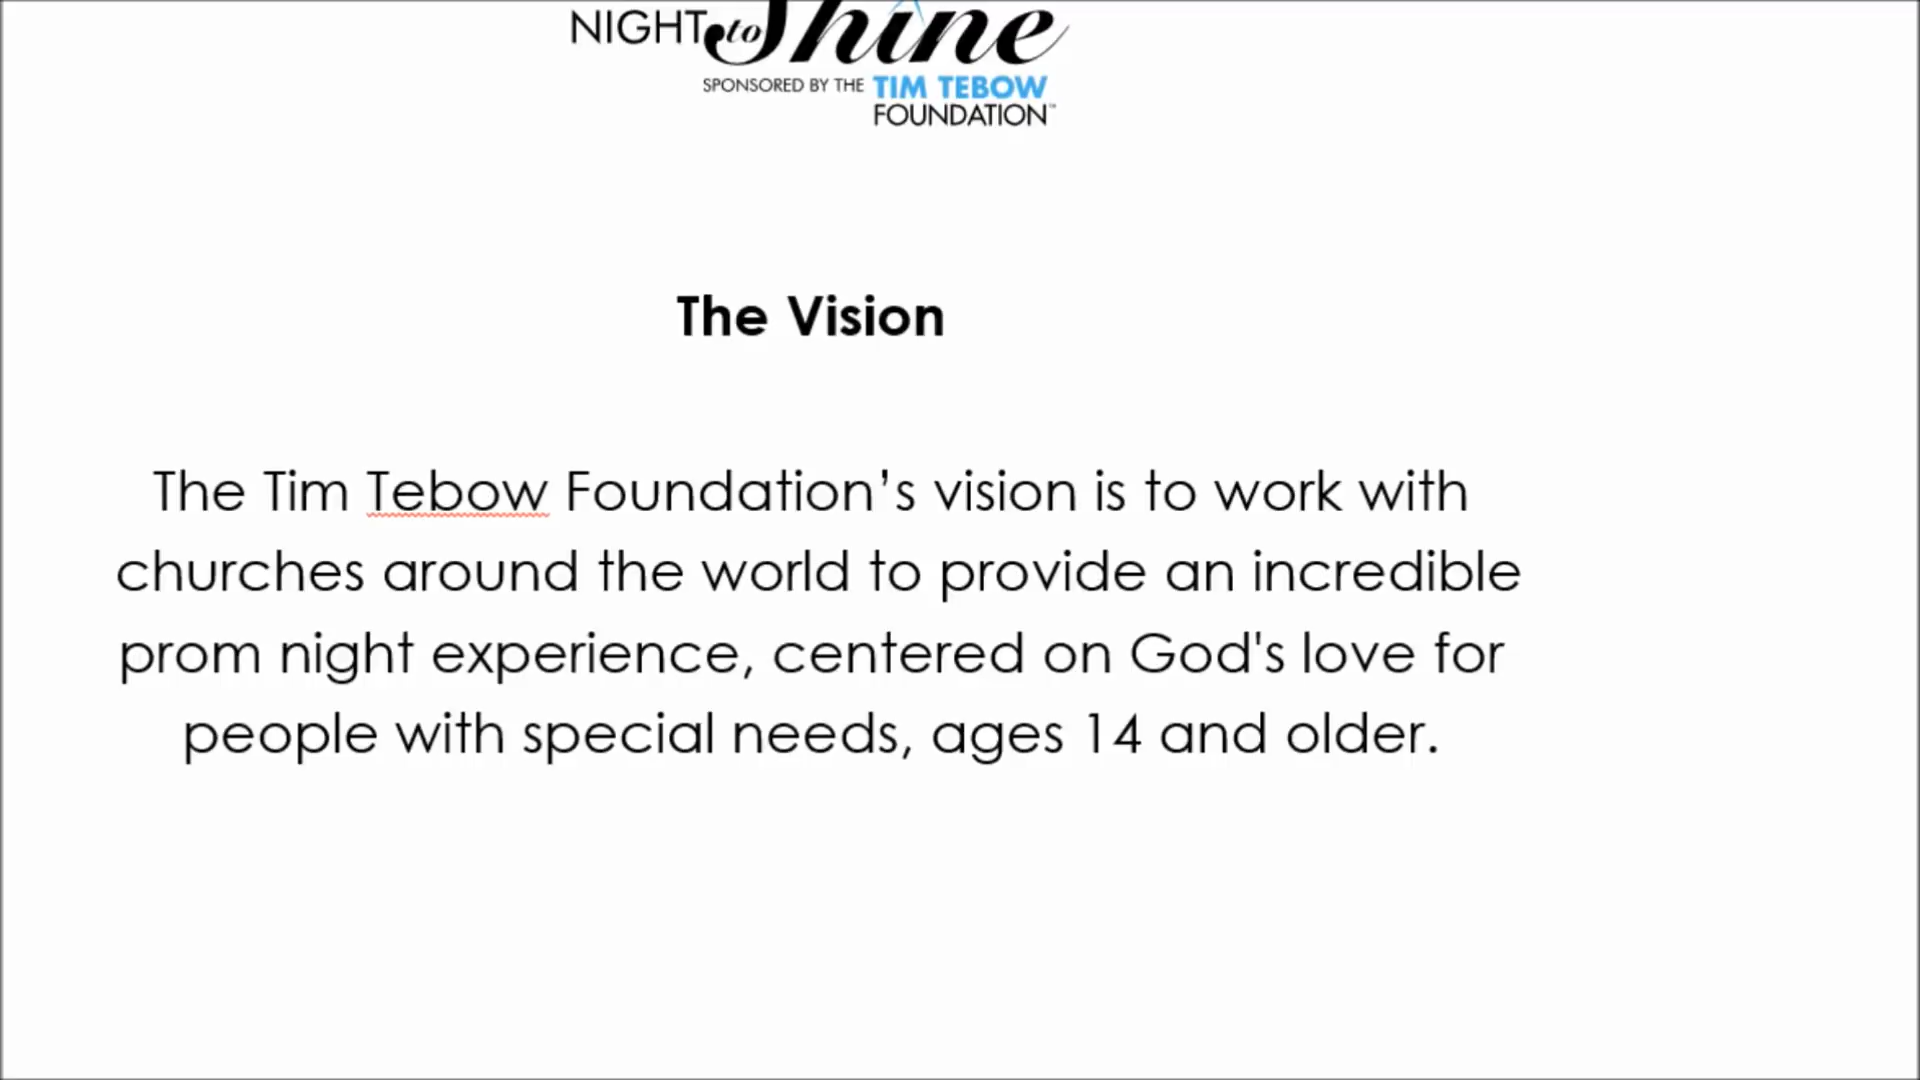 NIGHT to Shine
SPONSORED BY THE TIM TEBOW
FOUNDATION™
The Vision
The Tim Tebow Foundation’s vision is to work with
churches around the world to provide an incredible
prom night experience, centered on God's love for
people with special needs, ages 14 and older.